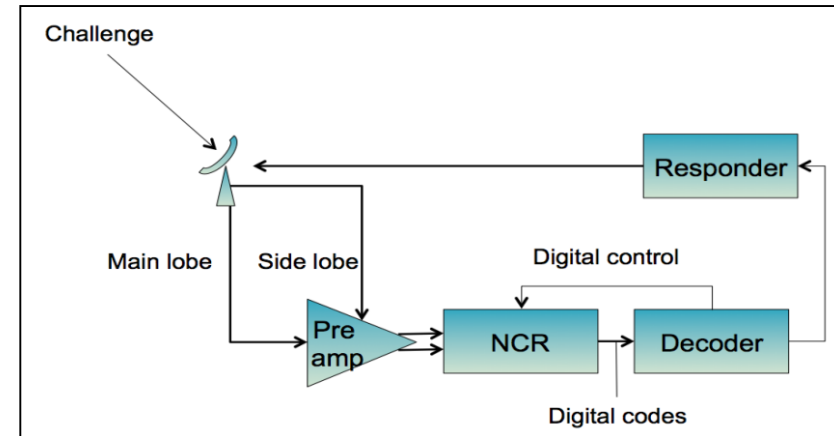 Challenge
Responder
Main lobe
Side lobe
Digital control
Pre
amp
NCR
Decoder
Digital codes